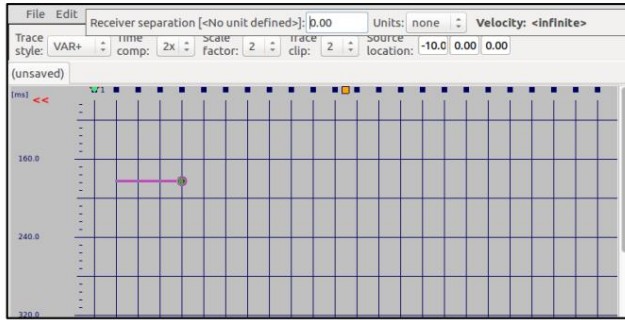 File Edit
Receiver separation [<No unit defined>]: 0.00 Units: none Velocity: <infinite>
Trace style: VAR+ Time comp: 2x Scale factor: 2 Trace clip: 2 Source location: -10.0 0.00 0.00
(unsaved)
[ms] << 1
160.0
240.0
320.0